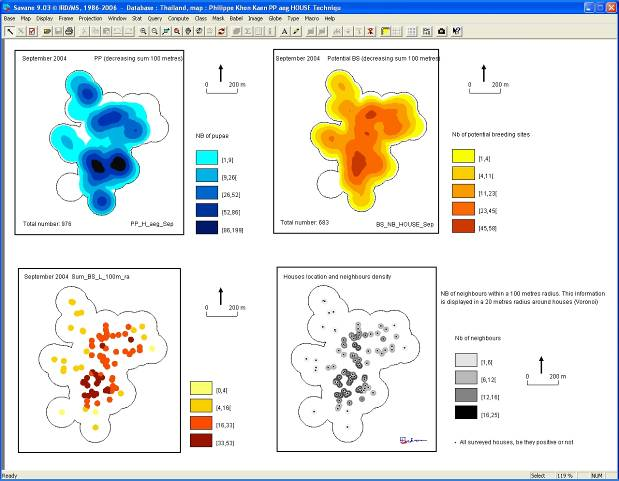 Savane 9.03 © IRD/MS, 1986-2006 - Database : Thailand, map : Philippe Khon Kaen PP aeg HOUSE Techniqu
Base Map Display Frame Projection Window Stat Query Compute Class Mask Babel Image Globe Type Macro Help
September 2004 PP (decreasing sum 100 metres)
0 200 m
NB of pupae
[1,9[
[9,26[
[26,52[
[52,86[
[86,198[
Total number: 976 PP_H_aeg_Sep
September 2004 Potential BS (decreasing sum 100 metres)
0 200 m
Nb of potential breeding sites
[1,4[
[4,11[
[11,23[
[23,45[
[45,58[
Total number: 683 BS_NB_HOUSE_Sep
September 2004 Sum_BS_L_100m_ra
0 200 m
[0,4[
[4,16[
[16,33[
[33,53[
Houses location and neighbours density
NB of neighbours within a 100 metres radius. This information
is displayed in a 20 metres radius around houses (Voronoi)
Nb of neighbours
[1,6[
[6,12[
[12,16[
[16,25[
0 200 m
• All surveyed houses, be they positive or not
Ready Select 119 % NUM